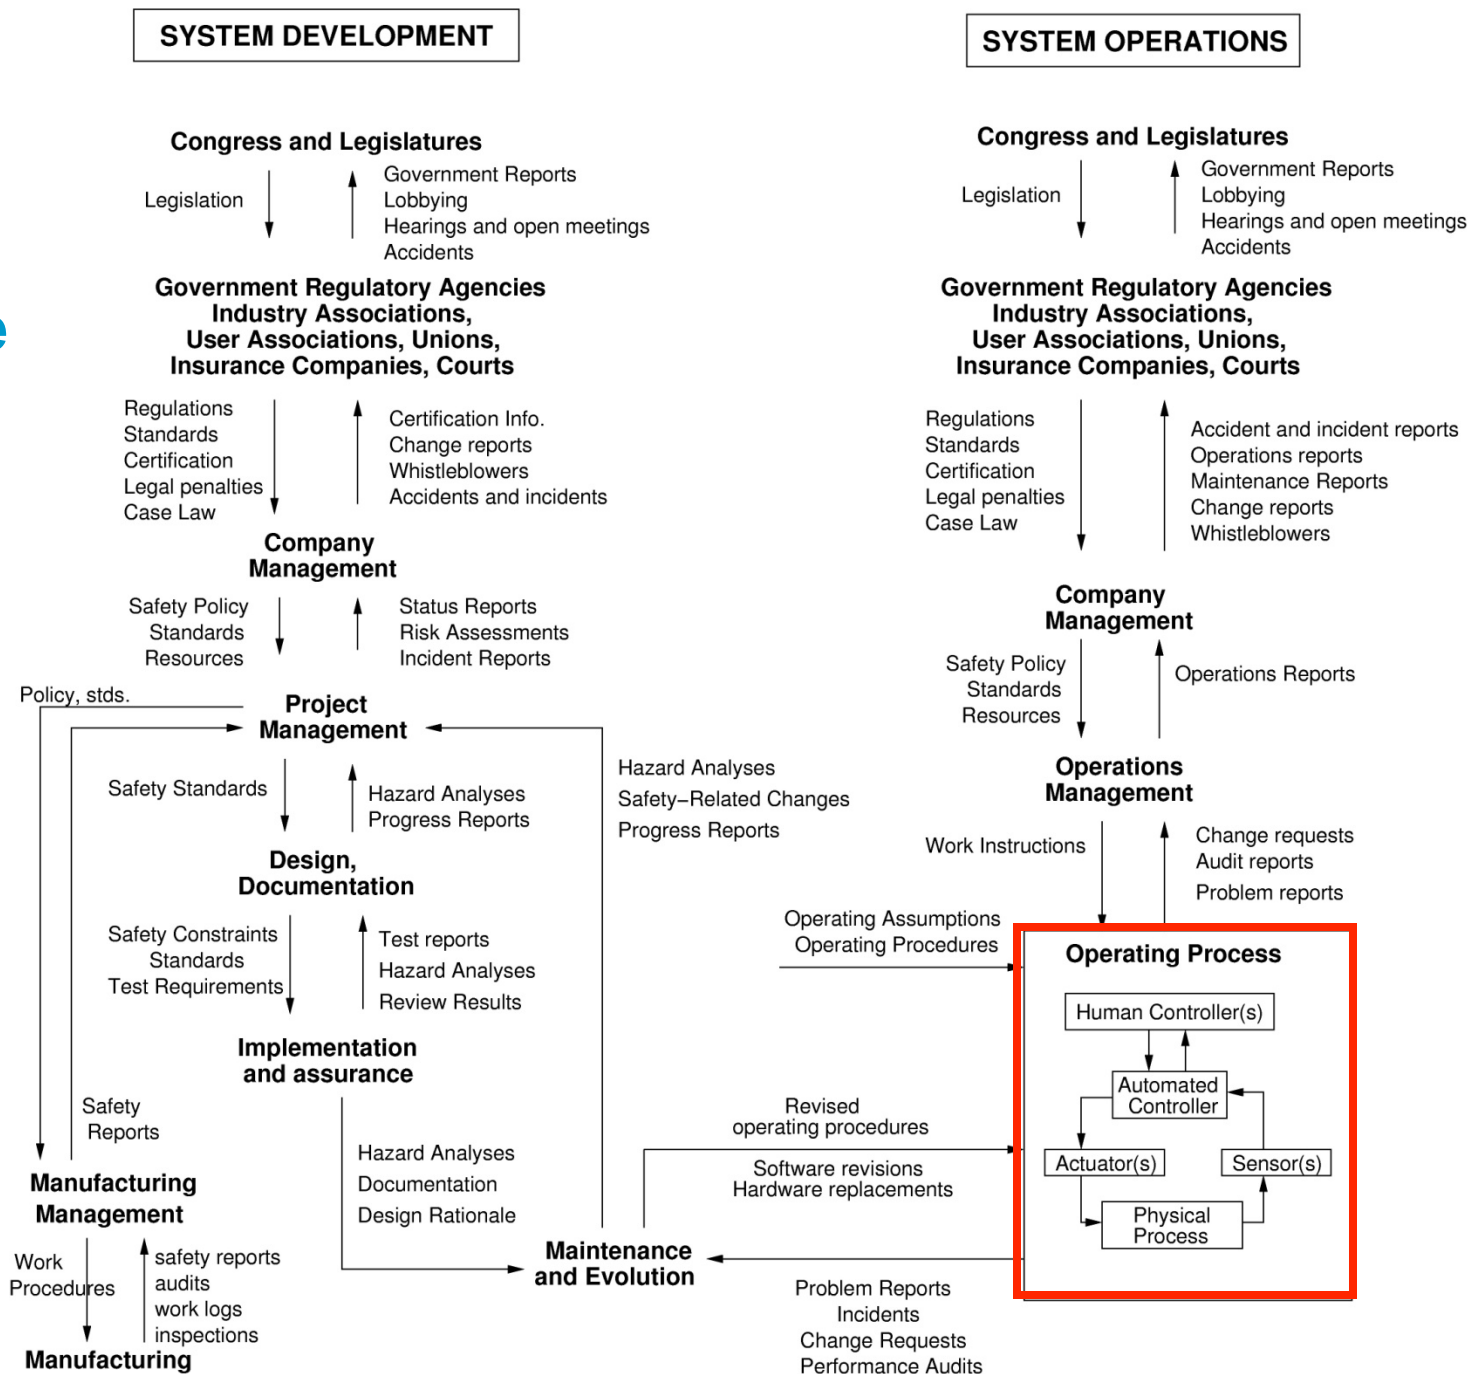 SYSTEM DEVELOPMENT
Congress and Legislatures
Legislation
Government Reports
Lobbying
Hearings and open meetings
Accidents
e
Government Regulatory Agencies
Industry Associations,
User Associations, Unions,
Insurance Companies, Courts
Regulations
Standards
Certification
Legal penalties
Case Law
Certification Info.
Change reports
Whistleblowers
Accidents and incidents
Company
Management
Safety Policy
Standards
Resources
Status Reports
Risk Assessments
Incident Reports
Policy, stds.
Project
Management
Safety Standards
Hazard Analyses
Progress Reports
Hazard Analyses
Safety−Related Changes
Progress Reports
Design,
Documentation
Safety Constraints
Standards
Test Requirements
Test reports
Hazard Analyses
Review Results
Implementation
and assurance
Safety
Reports
Hazard Analyses
Documentation
Design Rationale
Manufacturing
Management
Work
Procedures
safety reports
audits
work logs
inspections
Manufacturing
Maintenance
and Evolution
SYSTEM OPERATIONS
Congress and Legislatures
Legislation
Government Reports
Lobbying
Hearings and open meetings
Accidents
Government Regulatory Agencies
Industry Associations,
User Associations, Unions,
Insurance Companies, Courts
Regulations
Standards
Certification
Legal penalties
Case Law
Accident and incident reports
Operations reports
Maintenance Reports
Change reports
Whistleblowers
Company
Management
Safety Policy
Standards
Resources
Operations Reports
Operations
Management
Work Instructions
Change requests
Audit reports
Problem reports
Operating Assumptions
Operating Procedures
Operating Process
Human Controller(s)
Automated
Controller
Actuator(s)
Sensor(s)
Physical
Process
Revised
operating procedures
Software revisions
Hardware replacements
Problem Reports
Incidents
Change Requests
Performance Audits